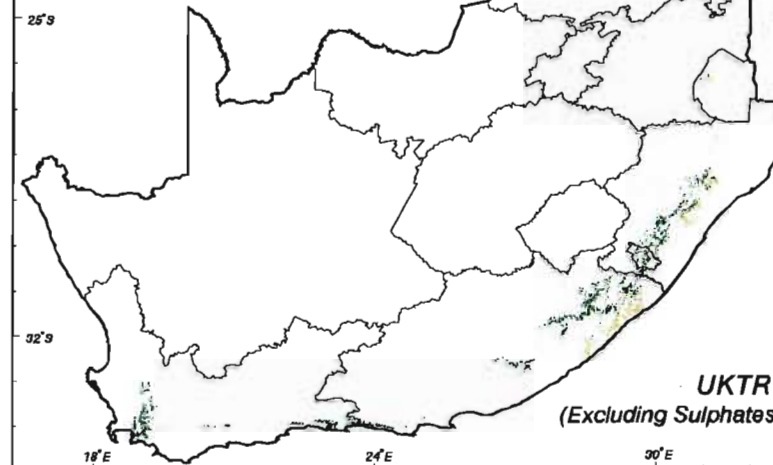 25°S
32°S
UKTR
(Excluding Sulphates
18°E 24°E 30°E